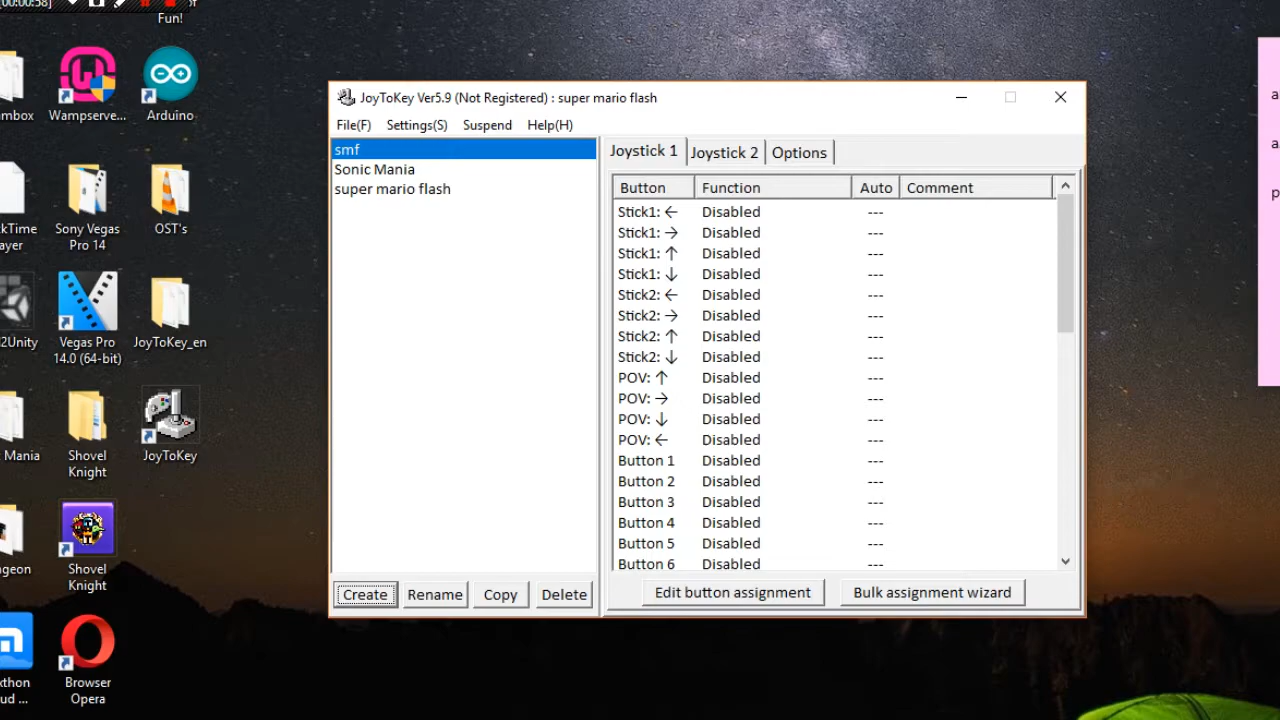 [00:00:58]
of
Fun!
mbox
Wampserve...
Arduino
kTime
ayer
Sony Vegas
Pro 14
OST's
2Unity
Vegas Pro
14.0 (64-bit)
JoyToKey_en
Mania
Shovel
Knight
JoyToKey
geon
Shovel
Knight
xthon
ud ...
Browser
Opera
JoyToKey Ver5.9 (Not Registered) : super mario flash
File(F) Settings(S) Suspend Help(H)
smf
Sonic Mania
super mario flash
Create Rename Copy Delete
Joystick 1 Joystick 2 Options
Button Function Auto Comment
Stick1: ← Disabled ---
Stick1: → Disabled ---
Stick1: ↑ Disabled ---
Stick1: ↓ Disabled ---
Stick2: ← Disabled ---
Stick2: → Disabled ---
Stick2: ↑ Disabled ---
Stick2: ↓ Disabled ---
POV: ↑ Disabled ---
POV: → Disabled ---
POV: ↓ Disabled ---
POV: ← Disabled ---
Button 1 Disabled ---
Button 2 Disabled ---
Button 3 Disabled ---
Button 4 Disabled ---
Button 5 Disabled ---
Button 6 Disabled ---
Edit button assignment Bulk assignment wizard
a
a
p